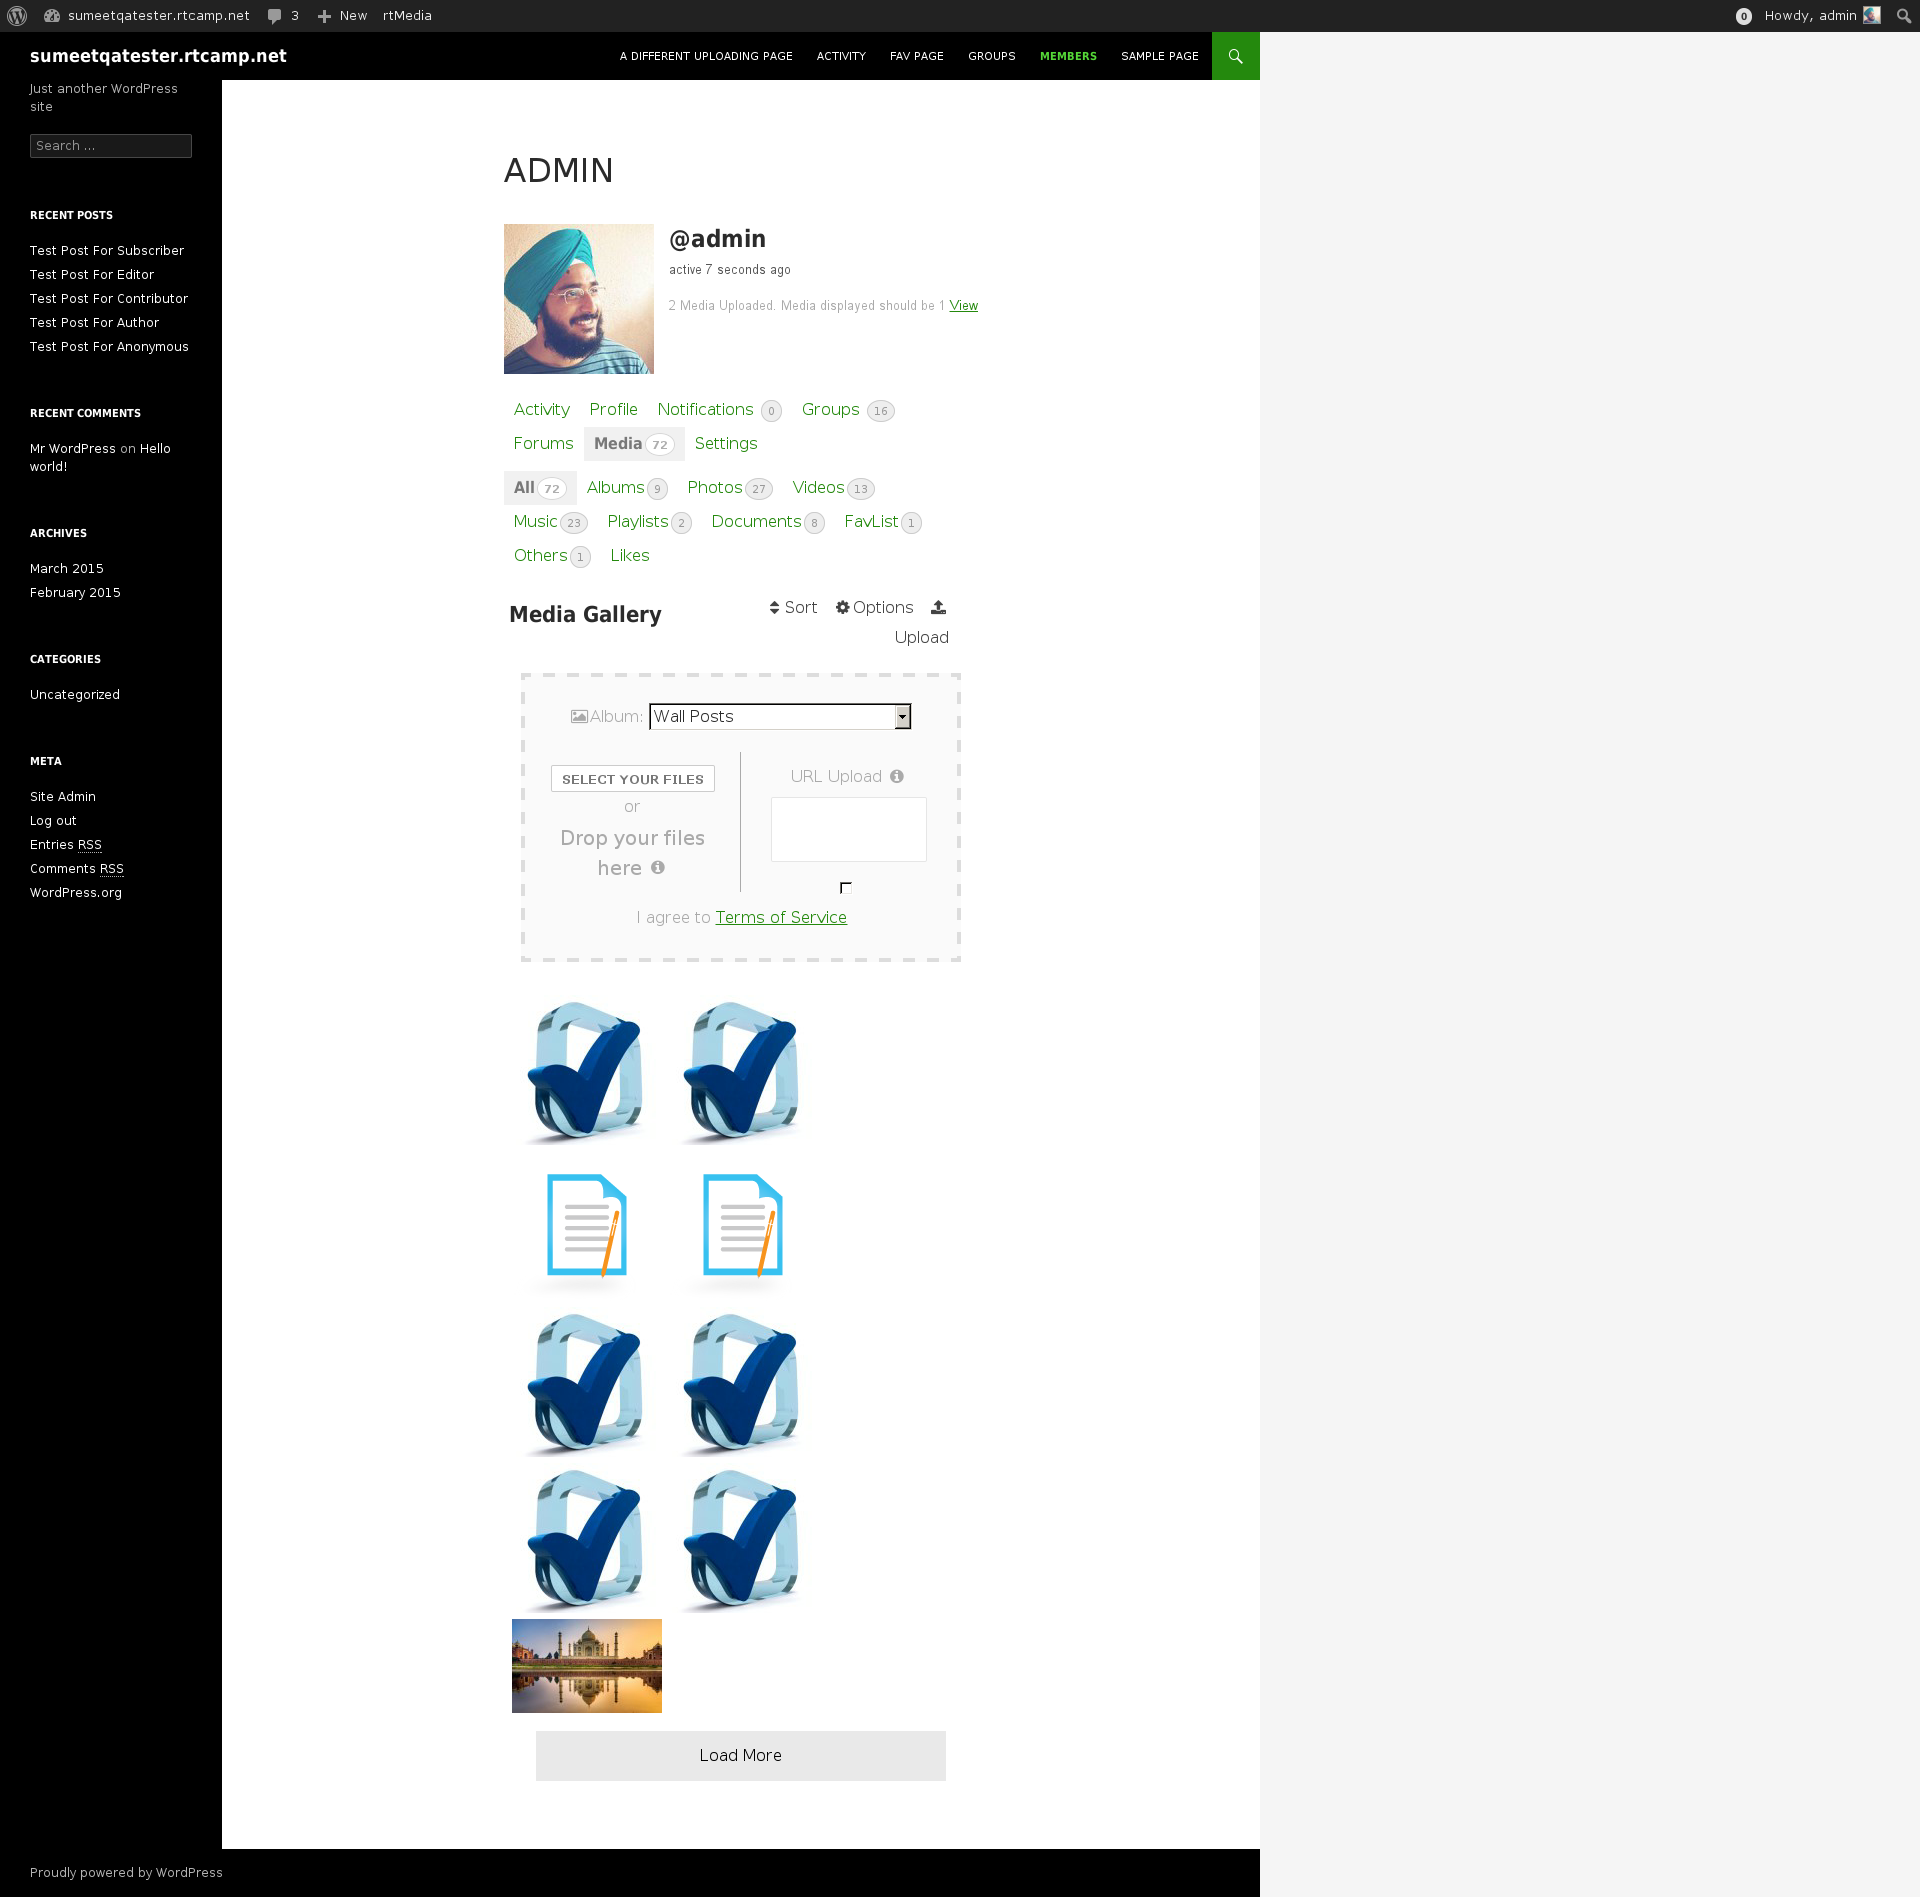 sumeetqatester.rtcamp.net 3 New rtMedia 0 Howdy, admin
sumeetqatester.rtcamp.net A DIFFERENT UPLOADING PAGE ACTIVITY FAV PAGE GROUPS MEMBERS SAMPLE PAGE
Just another WordPress
site
Search ...
RECENT POSTS
Test Post For Subscriber
Test Post For Editor
Test Post For Contributor
Test Post For Author
Test Post For Anonymous
RECENT COMMENTS
Mr WordPress on Hello
world!
ARCHIVES
March 2015
February 2015
CATEGORIES
Uncategorized
META
Site Admin
Log out
Entries RSS
Comments RSS
WordPress.org
ADMIN
@admin
active 7 seconds ago
2 Media Uploaded. Media displayed should be 1 View
Activity Profile Notifications 0 Groups 16
Forums Media 72 Settings
All 72 Albums 9 Photos 27 Videos 13
Music 23 Playlists 2 Documents 8 FavList 1
Others 1 Likes
Media Gallery Sort Options
Upload
Album: Wall Posts
SELECT YOUR FILES
or
Drop your files
here
URL Upload
I agree to Terms of Service
Load More
Proudly powered by WordPress